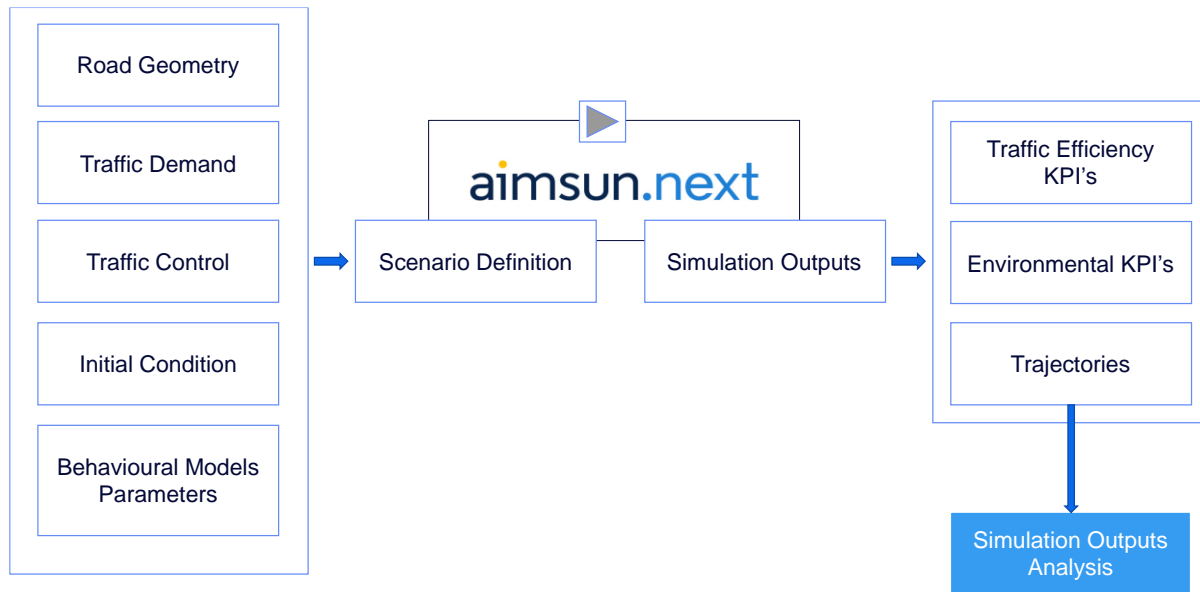 Road Geometry
Traffic Demand
Traffic Control
Initial Condition
Behavioural Models
Parameters
aimsun.next
Scenario Definition
Simulation Outputs
Traffic Efficiency
KPI's
Environmental KPI's
Trajectories
Simulation Outputs
Analysis